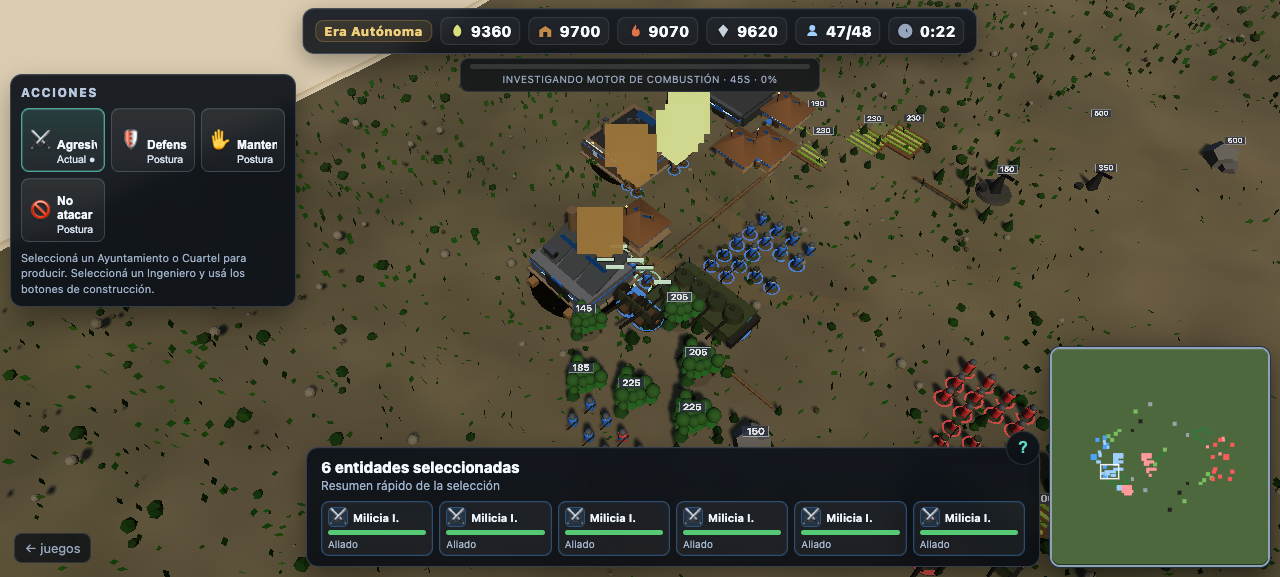 Era Autónoma
9360
9700
9070
9620
47/48
0:22
INVESTIGANDO MOTOR DE COMBUSTIÓN · 45S · 0%
ACCIONES
Agresiv
Actual ●
Defens
Postura
Manten
Postura
No atacar
Postura
Seleccioná un Ayuntamiento o Cuartel para
producir. Seleccioná un Ingeniero y usá los
botones de construcción.
190
230
230
230
500
600
150
350
205
145
205
185
225
225
150
6 entidades seleccionadas
Resumen rápido de la selección
Milicia I.
Aliado
Milicia I.
Aliado
Milicia I.
Aliado
Milicia I.
Aliado
Milicia I.
Aliado
Milicia I.
Aliado
?
← juegos